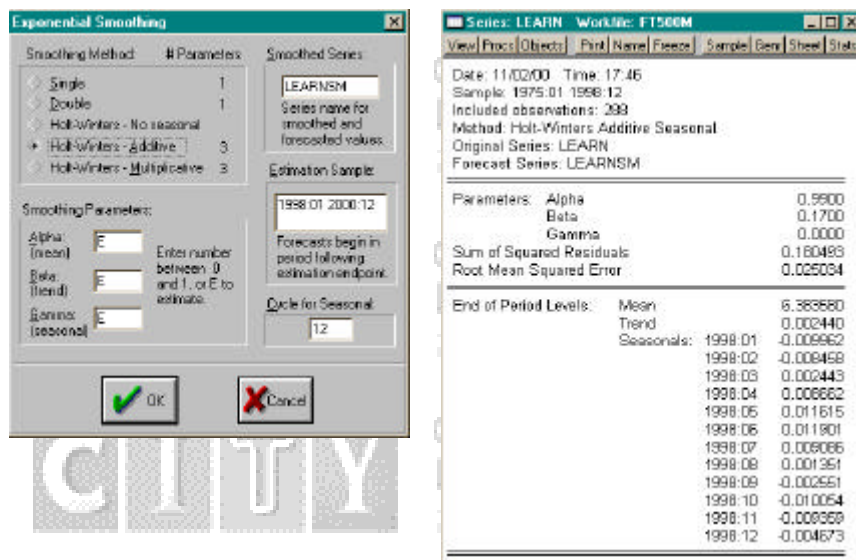 Exponential Smoothing
Smoothing Method: # Parameters
Single 1
Double 1
Holt-Winters - No seasonal
Holt-Winters - Additive 3
Holt-Winters - Multiplicative 3
Smoothing Parameters:
Alpha: (mean) E
Beta: (trend) E
Gamma: (seasonal) E
Enter number
between 0
and 1, or E to
estimate.
Smoothed Series:
LEARNSM
Series name for
smoothed and
forecasted values.
Estimation Sample:
1998:01 2000:12
Forecasts begin in
period following
estimation endpoint.
Cycle for Seasonal:
12
OK
Cancel
CITY
Series: LEARN Workfile: FT500M
View Procs Objects Print Name Freeze Sample Genr Sheet Stats
Date: 11/02/00 Time: 17:46
Sample: 1975:01 1998:12
Included observations: 288
Method: Holt-Winters Additive Seasonal
Original Series: LEARN
Forecast Series: LEARNSM
Parameters: Alpha 0.9900
Beta 0.1700
Gamma 0.0000
Sum of Squared Residuals 0.180493
Root Mean Squared Error 0.025034
End of Period Levels: Mean 6.383680
Trend 0.002440
Seasonals: 1998:01 -0.009962
1998:02 -0.008458
1998:03 0.002443
1998:04 0.008662
1998:05 0.011615
1998:06 0.011901
1998:07 0.009086
1998:08 0.001351
1998:09 -0.002551
1998:10 -0.010054
1998:11 -0.009359
1998:12 -0.004673